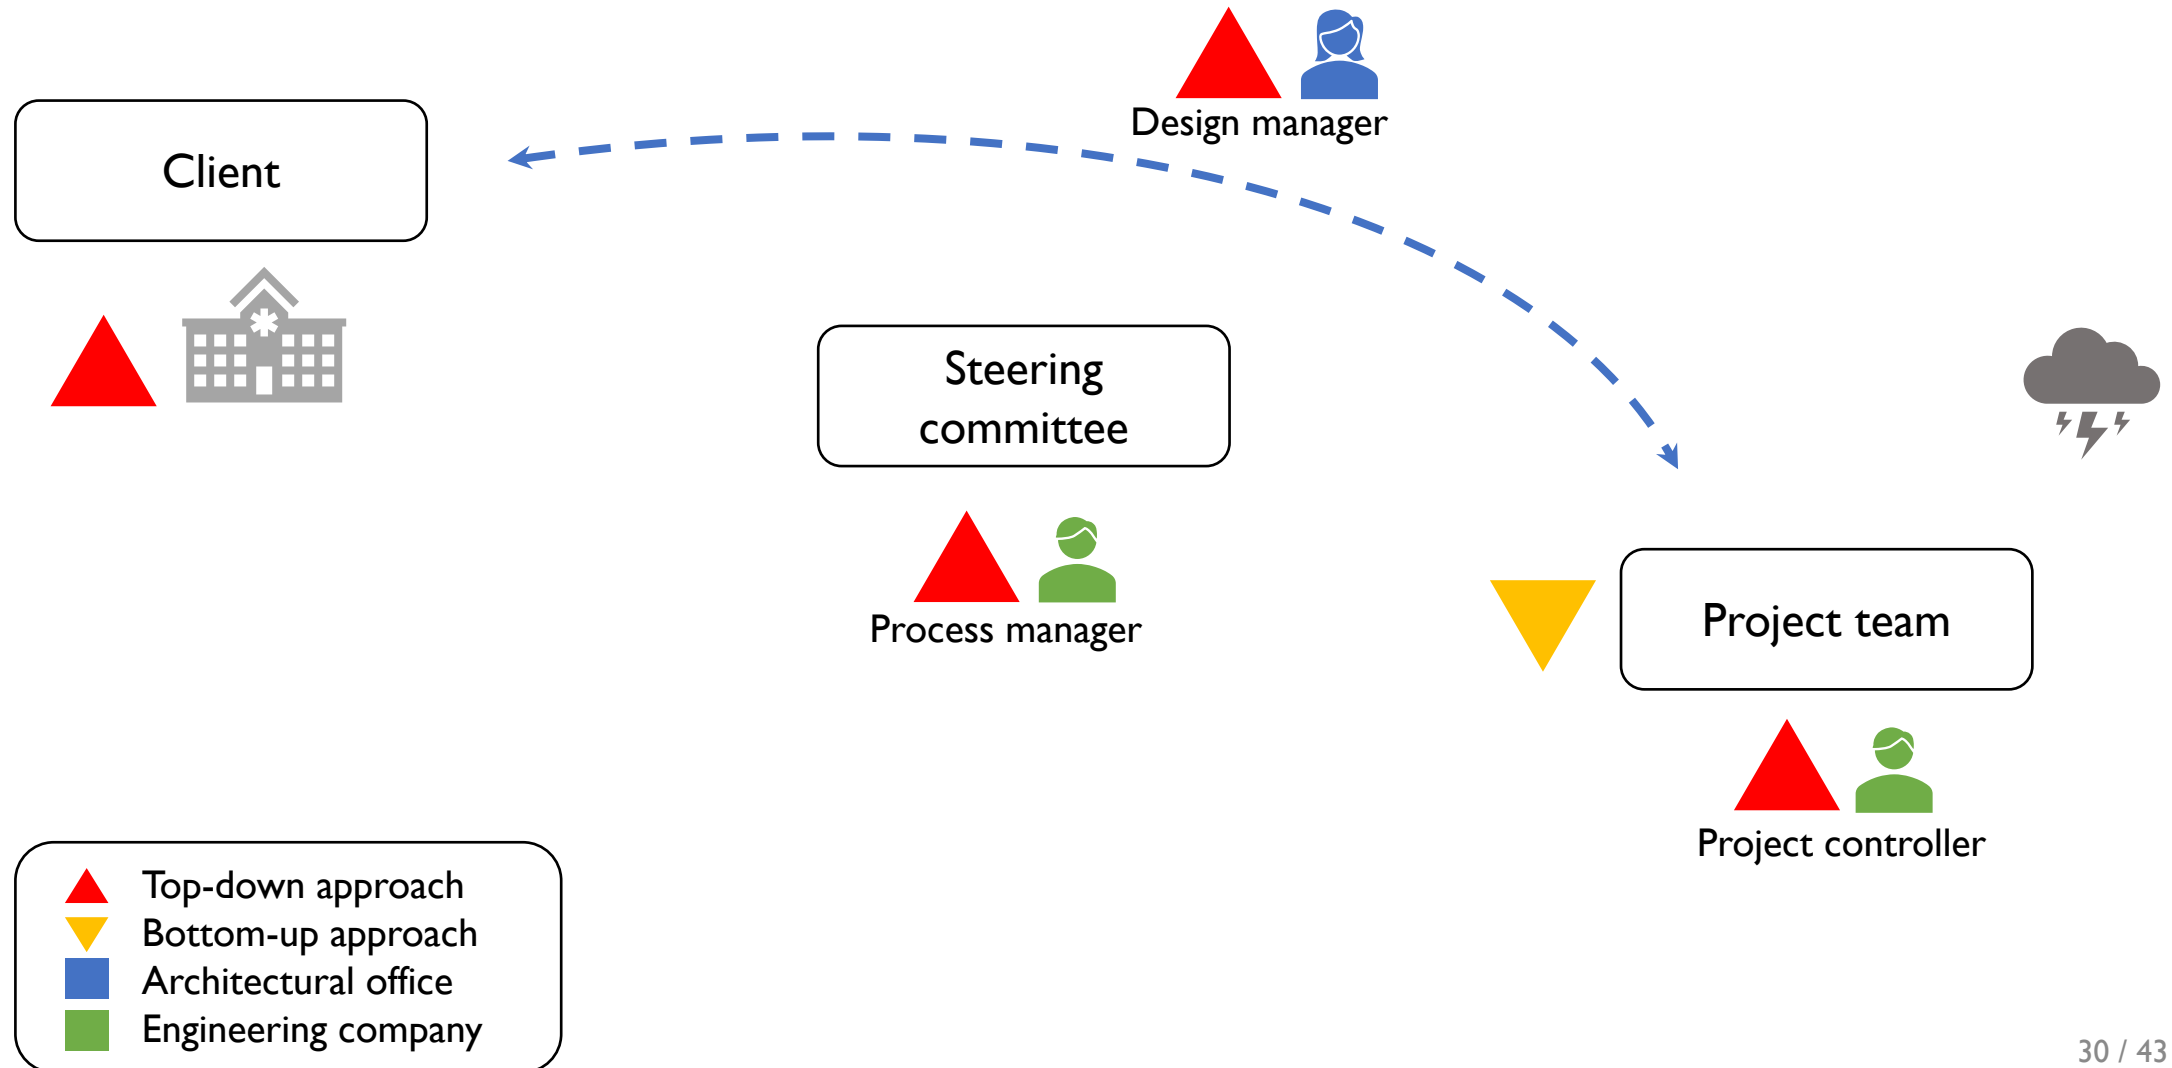 Design manager
Client
Steering
committee
Process manager
Project team
Project controller
Top-down approach
Bottom-up approach
Architectural office
Engineering company
30 / 43